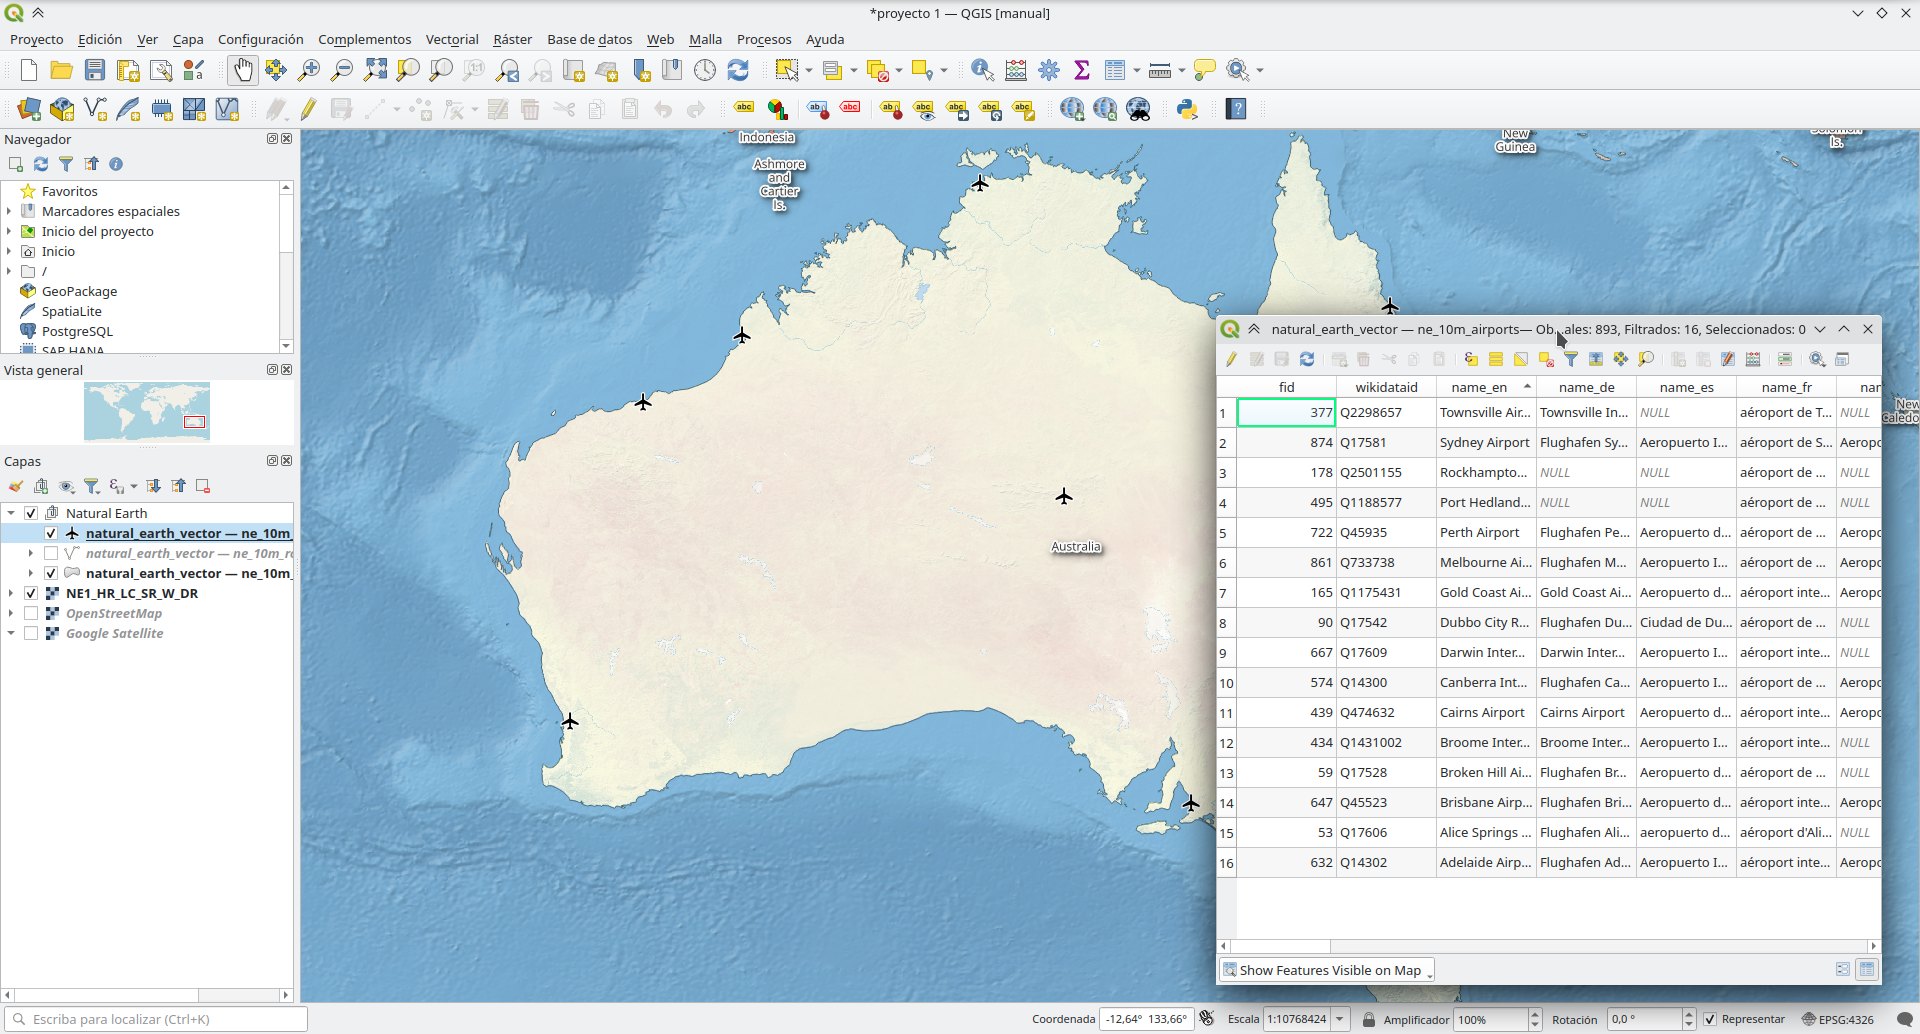 *proyecto 1 — QGIS [manual]
Proyecto Edición Ver Capa Configuración Complementos Vectorial Ráster Base de datos Web Malla Procesos Ayuda
Navegador
Favoritos
Marcadores espaciales
Inicio del proyecto
Inicio
/
GeoPackage
SpatiaLite
PostgreSQL
SAP HANA
Vista general
Capas
Natural Earth
natural_earth_vector — ne_10m_
natural_earth_vector — ne_10m_r
natural_earth_vector — ne_10m_
NE1_HR_LC_SR_W_DR
OpenStreetMap
Google Satellite
Indonesia
Ashmore
and
Cartier
Is.
New
Guinea
Solomon
Is.
Australia
New
Caledo
natural_earth_vector — ne_10m_airports— Ob...ales: 893, Filtrados: 16, Seleccionados: 0
fid wikidataid name_en name_de name_es name_fr nar
1 377 Q2298657 Townsville Air... Townsville In... NULL aéroport de T... NULL
2 874 Q17581 Sydney Airport Flughafen Sy... Aeropuerto I... aéroport de S... Aeropo
3 178 Q2501155 Rockhampto... NULL NULL aéroport de ... NULL
4 495 Q1188577 Port Hedland... NULL NULL aéroport de ... NULL
5 722 Q45935 Perth Airport Flughafen Pe... Aeropuerto d... aéroport de ... Aeropo
6 861 Q733738 Melbourne Ai... Flughafen M... Aeropuerto I... aéroport de ... Aeropo
7 165 Q1175431 Gold Coast Ai... Gold Coast Ai... Aeropuerto d... aéroport inte... Aeropo
8 90 Q17542 Dubbo City R... Flughafen Du... Ciudad de Du... aéroport de ... NULL
9 667 Q17609 Darwin Inter... Darwin Inter... Aeropuerto I... aéroport inte... NULL
10 574 Q14300 Canberra Int... Flughafen Ca... Aeropuerto I... aéroport de ... Aeropo
11 439 Q474632 Cairns Airport Cairns Airport Aeropuerto d... aéroport inte... Aeropo
12 434 Q1431002 Broome Inter... Broome Inter... Aeropuerto I... aéroport inte... NULL
13 59 Q17528 Broken Hill Ai... Flughafen Br... Aeropuerto d... aéroport de ... NULL
14 647 Q45523 Brisbane Airp... Flughafen Bri... Aeropuerto d... aéroport inte... Aeropo
15 53 Q17606 Alice Springs ... Flughafen Ali... aeropuerto d... aéroport d'Ali... NULL
16 632 Q14302 Adelaide Airp... Flughafen Ad... Aeropuerto I... aéroport inte... Aeropo
Show Features Visible on Map
Escriba para localizar (Ctrl+K) Coordenada -12,64° 133,66° Escala 1:10768424 Amplificador 100% Rotación 0,0 ° Representar EPSG:4326